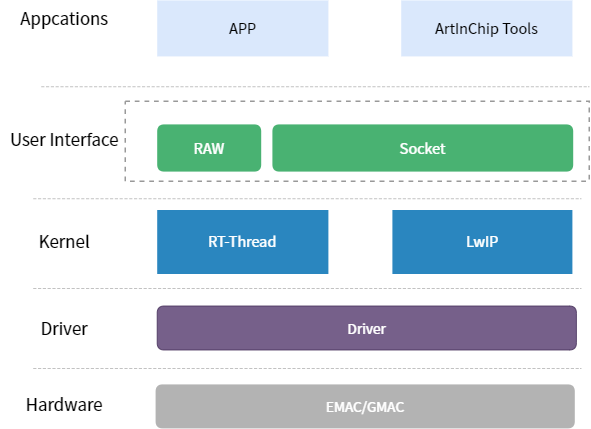 Appcations
APP
ArtInChip Tools
User Interface
RAW
Socket
Kernel
RT-Thread
LwIP
Driver
Driver
Hardware
EMAC/GMAC